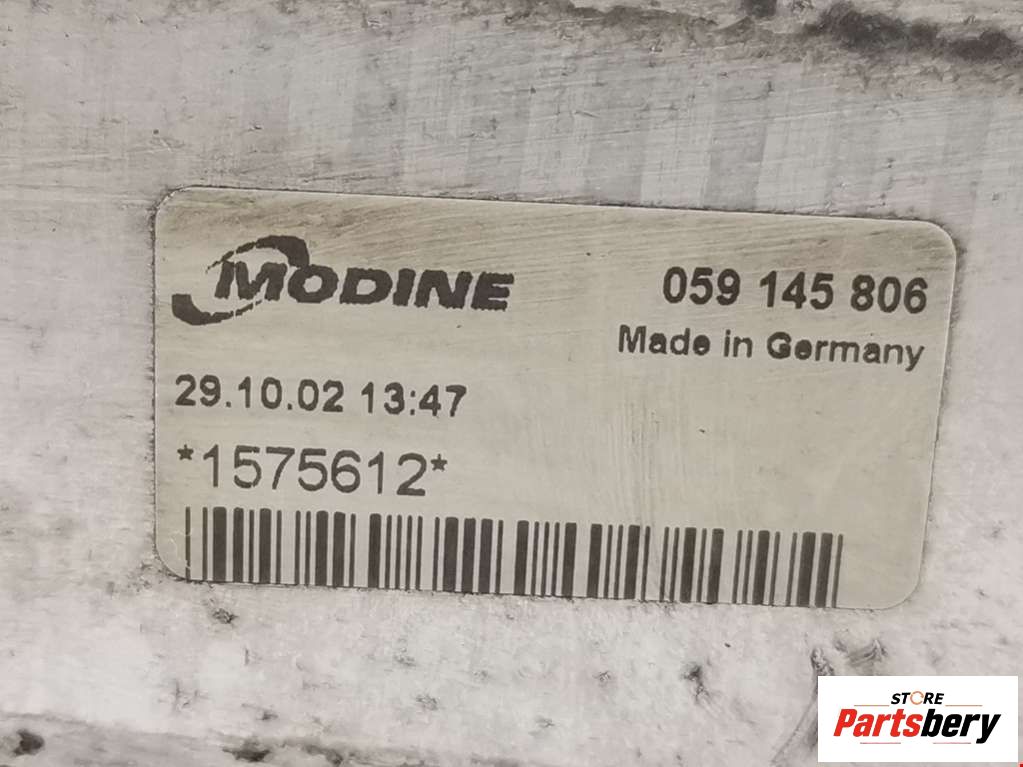 MODINE
059 145 806
Made in Germany
29.10.02 13:47
*1575612*
STORE
Partsbery